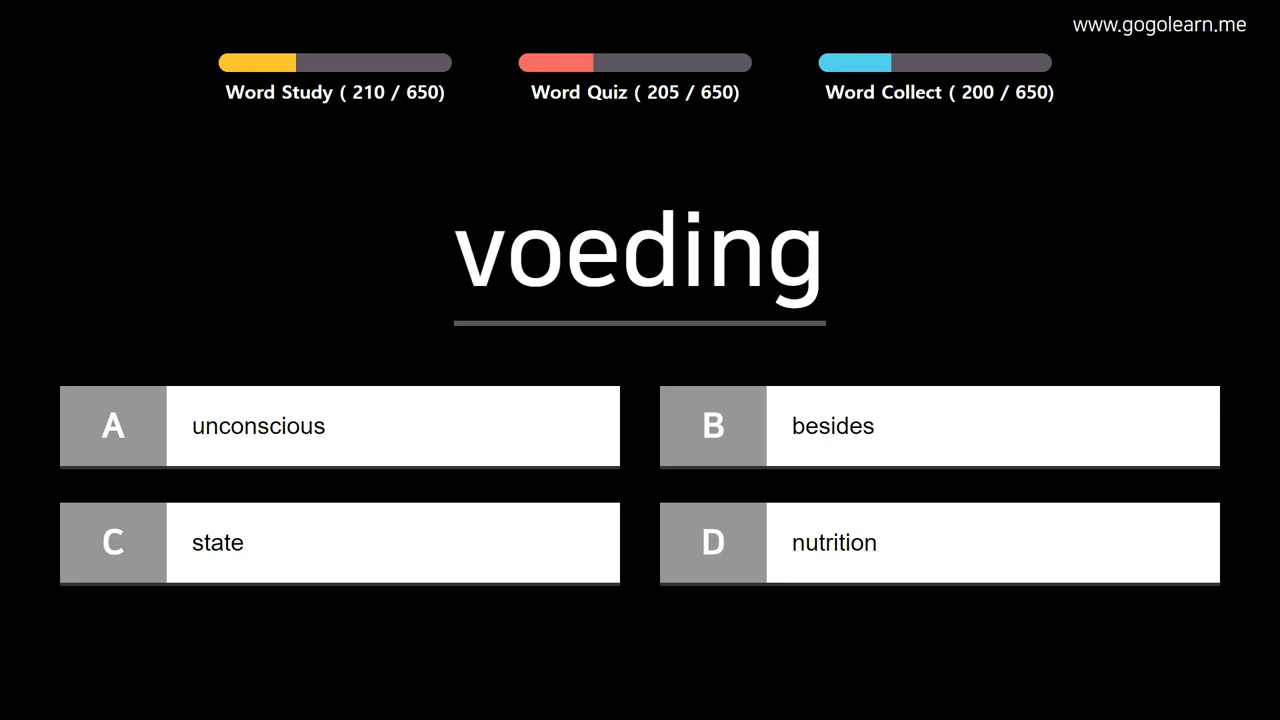 www.gogolearn.me
Word Study ( 210 / 650)
Word Quiz ( 205 / 650)
Word Collect ( 200 / 650)
voeding
A unconscious
B besides
C state
D nutrition